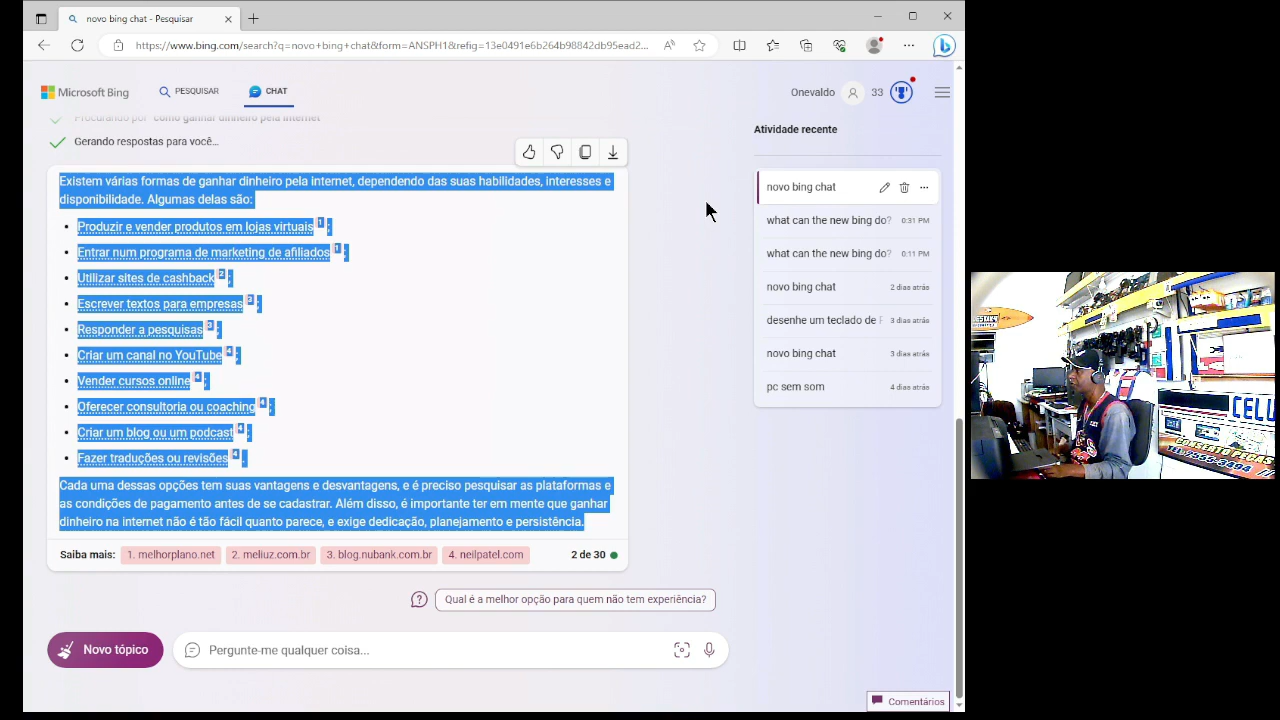 novo bing chat - Pesquisar
https://www.bing.com/search?q=novo+bing+chat&form=ANSPH1&refig=13e0491e6b264b98842db95ead2...
Microsoft Bing
PESQUISAR
CHAT
Onevaldo
33
Procurando por como ganhar dinheiro pela internet
Gerando respostas para você...
Existem várias formas de ganhar dinheiro pela internet, dependendo das suas habilidades, interesses e
disponibilidade. Algumas delas são:
• Produzir e vender produtos em lojas virtuais 1 ;
• Entrar num programa de marketing de afiliados 1 ;
• Utilizar sites de cashback 2 ;
• Escrever textos para empresas 3 ;
• Responder a pesquisas 3 ;
• Criar um canal no YouTube 4 ;
• Vender cursos online 4 ;
• Oferecer consultoria ou coaching 4 ;
• Criar um blog ou um podcast 4 ;
• Fazer traduções ou revisões 4 .
Cada uma dessas opções tem suas vantagens e desvantagens, e é preciso pesquisar as plataformas e
as condições de pagamento antes de se cadastrar. Além disso, é importante ter em mente que ganhar
dinheiro na internet não é tão fácil quanto parece, e exige dedicação, planejamento e persistência.
Saiba mais: 1. melhorplano.net 2. meliuz.com.br 3. blog.nubank.com.br 4. neilpatel.com 2 de 30
Qual é a melhor opção para quem não tem experiência?
Novo tópico
Pergunte-me qualquer coisa...
Atividade recente
novo bing chat
what can the new bing do? 0:31 PM
what can the new bing do? 0:11 PM
novo bing chat 2 dias atrás
desenhe um teclado de 3 dias atrás
novo bing chat 3 dias atrás
pc sem som 4 dias atrás
Comentários
CELU